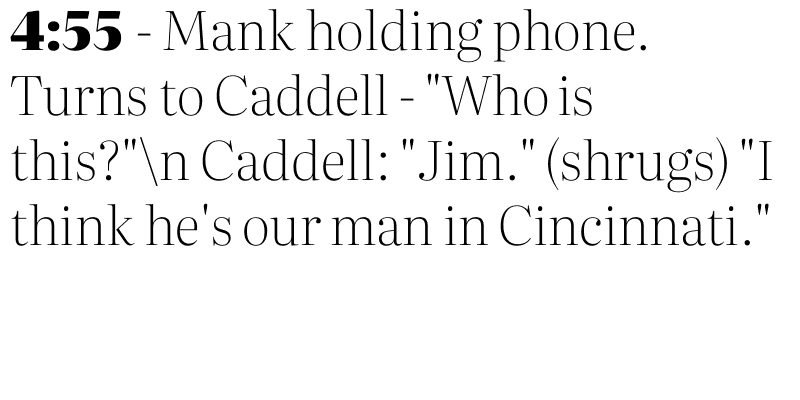 4:55 - Mank holding phone.
Turns to Caddell - "Who is
this?"\n Caddell: "Jim." (shrugs) "I
think he's our man in Cincinnati."